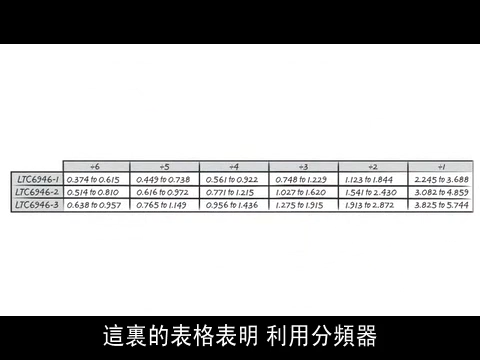 ÷6 ÷5 ÷4 ÷3 ÷2 ÷1
LTC6946-1 0.374 to 0.615 0.449 to 0.738 0.561 to 0.922 0.748 to 1.229 1.123 to 1.844 2.245 to 3.688
LTC6946-2 0.514 to 0.810 0.616 to 0.972 0.771 to 1.215 1.027 to 1.620 1.541 to 2.430 3.082 to 4.859
LTC6946-3 0.638 to 0.957 0.765 to 1.149 0.956 to 1.436 1.275 to 1.915 1.913 to 2.872 3.825 to 5.744
這裏的表格表明 利用分頻器